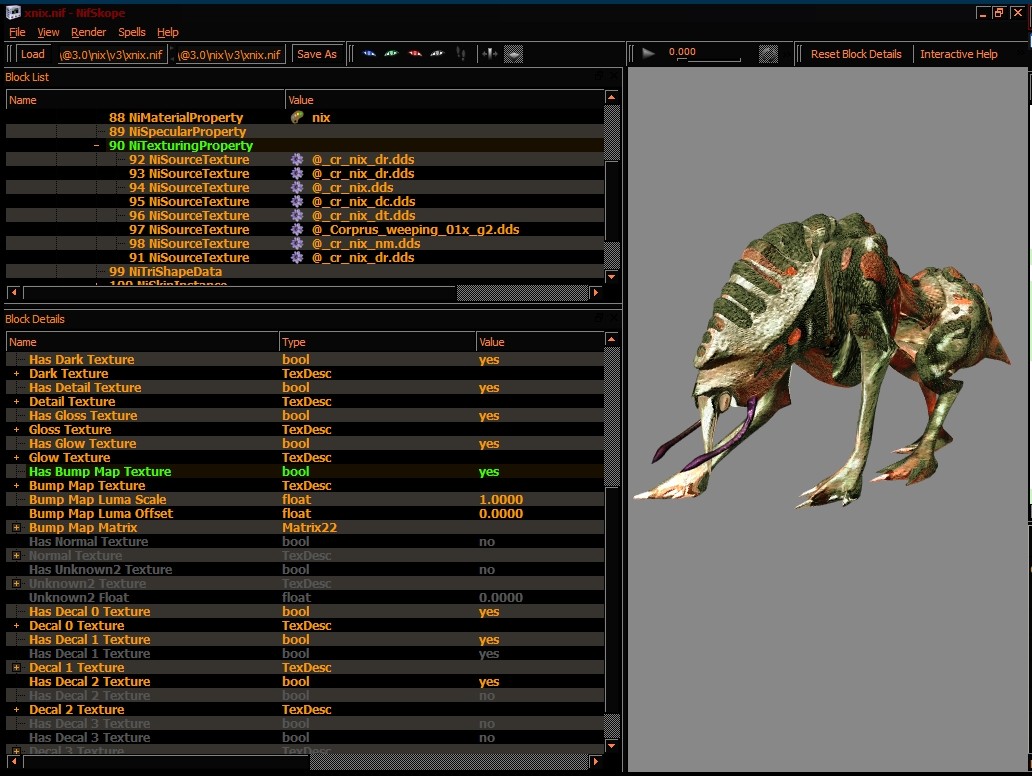 xnix.nif - NifSkope
File View Render Spells Help
Load @3.0\nix\v3\xnix.nif @3.0\nix\v3\xnix.nif Save As 0.000 Reset Block Details Interactive Help
Block List
Name Value
88 NiMaterialProperty nix
89 NiSpecularProperty
90 NiTexturingProperty
92 NiSourceTexture @_cr_nix_dr.dds
93 NiSourceTexture @_cr_nix_dr.dds
94 NiSourceTexture @_cr_nix.dds
95 NiSourceTexture @_cr_nix_dc.dds
96 NiSourceTexture @_cr_nix_dt.dds
97 NiSourceTexture @_Corprus_weeping_01x_g2.dds
98 NiSourceTexture @_cr_nix_nm.dds
91 NiSourceTexture @_cr_nix_dr.dds
99 NiTriShapeData
100 NiSkinInstance
Block Details
Name Type Value
Has Dark Texture bool yes
Dark Texture TexDesc
Has Detail Texture bool yes
Detail Texture TexDesc
Has Gloss Texture bool yes
Gloss Texture TexDesc
Has Glow Texture bool yes
Glow Texture TexDesc
Has Bump Map Texture bool yes
Bump Map Texture TexDesc
Bump Map Luma Scale float 1.0000
Bump Map Luma Offset float 0.0000
Bump Map Matrix Matrix22
Has Normal Texture bool no
Normal Texture TexDesc
Has Unknown2 Texture bool no
Unknown2 Texture TexDesc
Unknown2 Float float 0.0000
Has Decal 0 Texture bool yes
Decal 0 Texture TexDesc
Has Decal 1 Texture bool yes
Has Decal 1 Texture bool yes
Decal 1 Texture TexDesc
Has Decal 2 Texture bool yes
Has Decal 2 Texture bool no
Decal 2 Texture TexDesc
Has Decal 3 Texture bool no
Has Decal 3 Texture bool no
Decal 3 Texture TexDesc